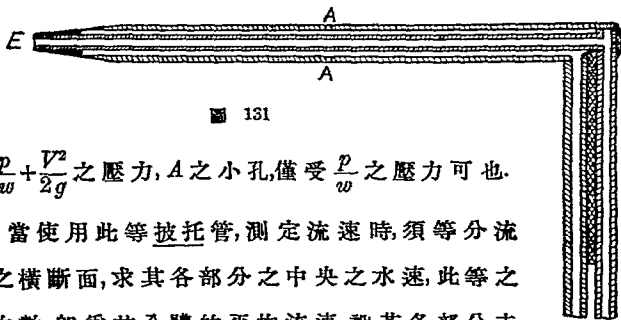 A
E
A
圖 131
p/w + V²/2g 之壓力, A 之小孔, 僅受 p/w 之壓力可也.
當使用此等披托管, 測定流速時, 須等分流
之橫斷面, 求其各部分之中央之水速, 此等之